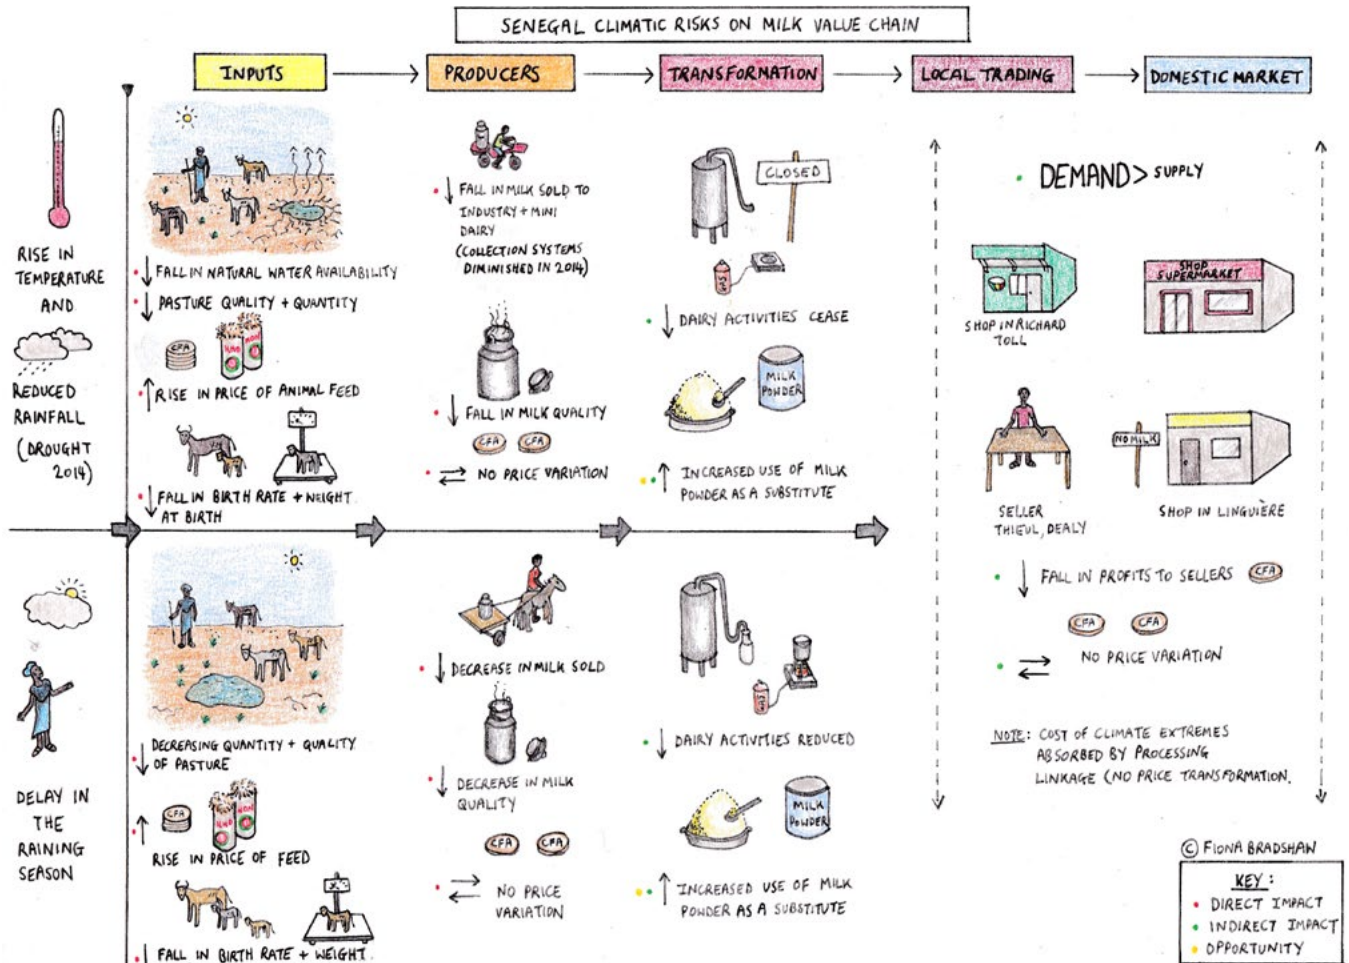 SENEGAL CLIMATIC RISKS ON MILK VALUE CHAIN
INPUTS
PRODUCERS
TRANSFORMATION
LOCAL TRADING
DOMESTIC MARKET
RISE IN
TEMPERATURE
AND
REDUCED
RAINFALL
(DROUGHT
2014)
FALL IN NATURAL WATER AVAILABILITY
PASTURE QUALITY + QUANTITY
CFA
RISE IN PRICE OF ANIMAL FEED
FALL IN BIRTH RATE + WEIGHT
AT BIRTH
FALL IN MILK SOLD TO
INDUSTRY + MINI
DAIRY
(COLLECTION SYSTEMS
DIMINISHED IN 2014)
FALL IN MILK QUALITY
CFA CFA
NO PRICE VARIATION
CLOSED
GAS
DAIRY ACTIVITIES CEASE
MILK
POWDER
INCREASED USE OF MILK
POWDER AS A SUBSTITUTE
DEMAND > SUPPLY
SHOP IN RICHARD
TOLL
SHOP
SUPERMARKET
SELLER
THIEUL, DEALY
NO MILK
SHOP IN LINGUIÈRE
FALL IN PROFITS TO SELLERS CFA
CFA CFA
NO PRICE VARIATION
NOTE: COST OF CLIMATE EXTREMES
ABSORBED BY PROCESSING
LINKAGE (NO PRICE TRANSFORMATION.
DELAY IN
THE
RAINING
SEASON
DECREASING QUANTITY + QUALITY
OF PASTURE
CFA
RISE IN PRICE OF FEED
FALL IN BIRTH RATE + WEIGHT
DECREASE IN MILK SOLD
DECREASE IN MILK
QUALITY
CFA CFA
NO PRICE
VARIATION
GAS
DAIRY ACTIVITIES REDUCED
MILK
POWDER
INCREASED USE OF MILK
POWDER AS A SUBSTITUTE
© FIONA BRADSHAW
KEY:
DIRECT IMPACT
INDIRECT IMPACT
OPPORTUNITY